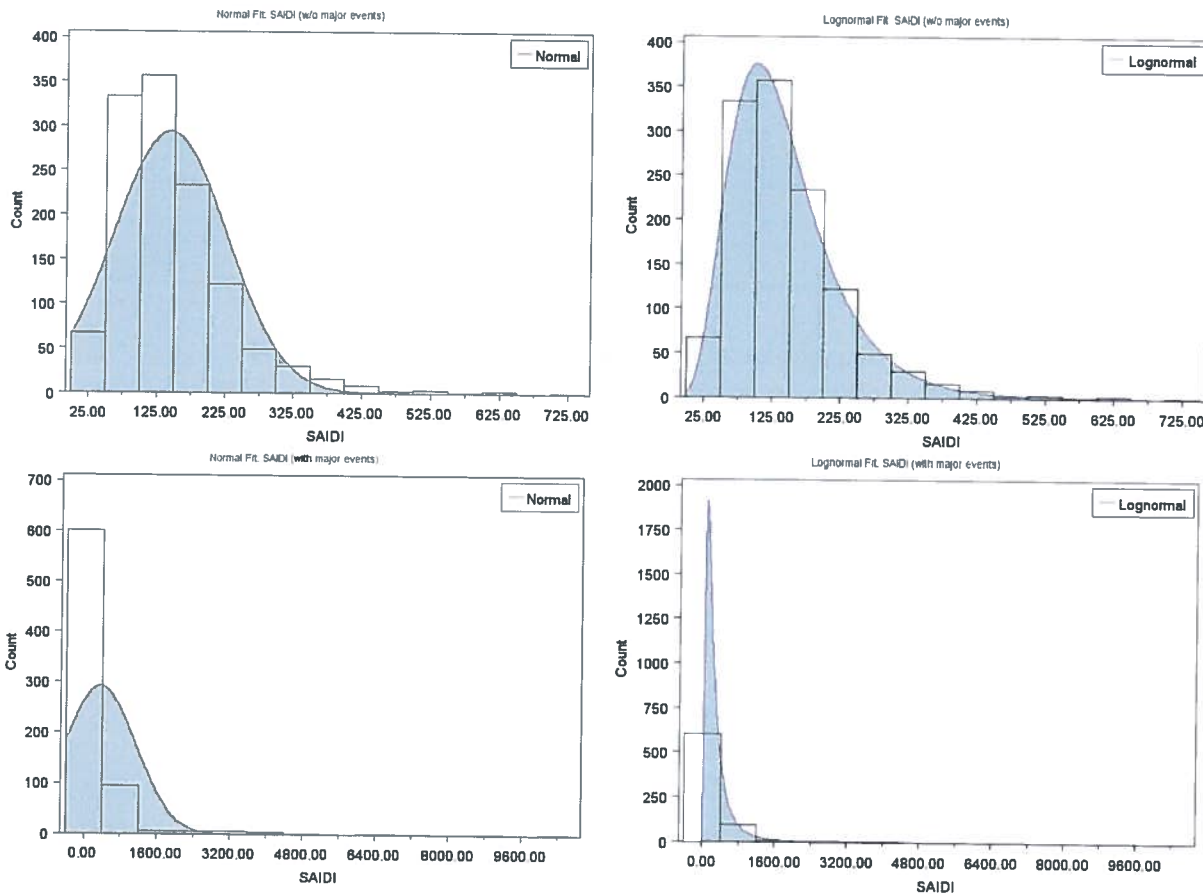 Normal Fit. SAIDI (w/o major events)
400
350
300
250
200
150
100
50
0
Count
Normal
25.00 125.00 225.00 325.00 425.00 525.00 625.00 725.00
SAIDI
Lognormal Fit. SAIDI (w/o major events)
400
350
300
250
200
150
100
50
0
Count
Lognormal
25.00 125.00 225.00 325.00 425.00 525.00 625.00 725.00
SAIDI
Normal Fit. SAIDI (with major events)
700
600
500
400
300
200
100
0
Count
Normal
0.00 1600.00 3200.00 4800.00 6400.00 8000.00 9600.00
SAIDI
Lognormal Fit. SAIDI (with major events)
2000
1750
1500
1250
1000
750
500
250
0
Count
Lognormal
0.00 1600.00 3200.00 4800.00 6400.00 8000.00 9600.00
SAIDI